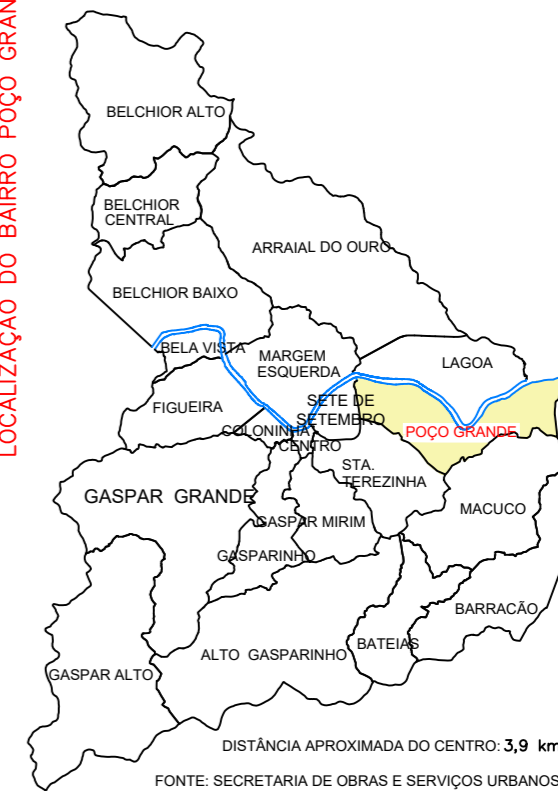 LOCALIZAÇÃO DO BAIRRO POÇO GRAN
BELCHIOR ALTO
BELCHIOR
CENTRAL
ARRAIAL DO OURO
BELCHIOR BAIXO
BELA VISTA
MARGEM
ESQUERDA
LAGOA
FIGUEIRA
SETE DE
SETEMBRO
COLONINHA
CENTRO
POÇO GRANDE
STA.
TEREZINHA
GASPAR GRANDE
MACUCO
GASPAR MIRIM
GASPARINHO
BARRACÃO
ALTO GASPARINHO
BATEIAS
GASPAR ALTO
DISTÂNCIA APROXIMADA DO CENTRO: 3,9 km
FONTE: SECRETARIA DE OBRAS E SERVIÇOS URBANOS